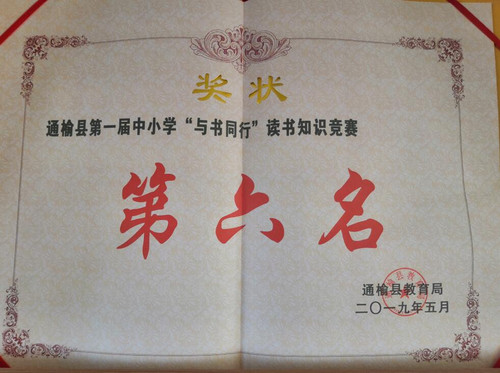 奖状
通榆县第一届中小学“与书同行”读书知识竞赛
第六名
通榆县教育局
二〇一九年五月